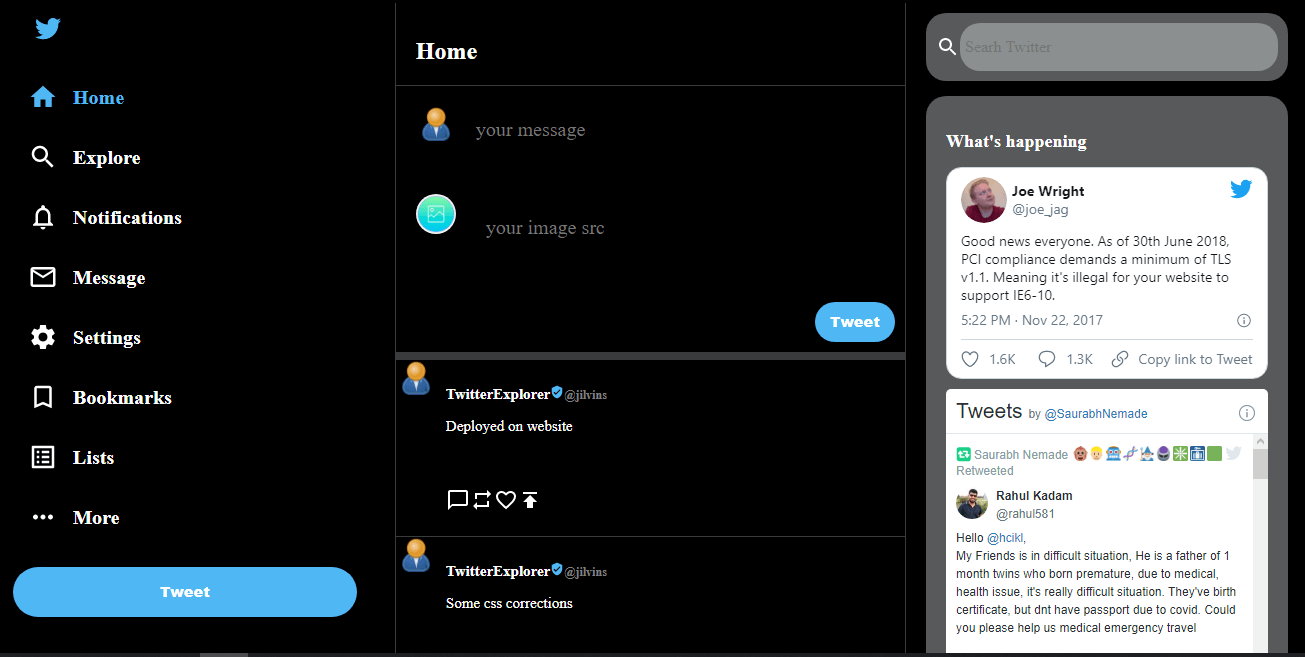 Home
Explore
Notifications
Message
Settings
Bookmarks
Lists
More
Tweet
Home
your message
your image src
Tweet
TwitterExplorer @jilvins
Deployed on website
TwitterExplorer @jilvins
Some css corrections
Searh Twitter
What's happening
Joe Wright
@joe_jag
Good news everyone. As of 30th June 2018,
PCI compliance demands a minimum of TLS
v1.1. Meaning it's illegal for your website to
support IE6-10.
5:22 PM · Nov 22, 2017
1.6K 1.3K Copy link to Tweet
Tweets by @SaurabhNemade
Saurabh Nemade
Retweeted
Rahul Kadam
@rahul581
Hello @hcikl,
My Friends is in difficult situation, He is a father of 1
month twins who born premature, due to medical,
health issue, it's really difficult situation. They've birth
certificate, but dnt have passport due to covid. Could
you please help us medical emergency travel